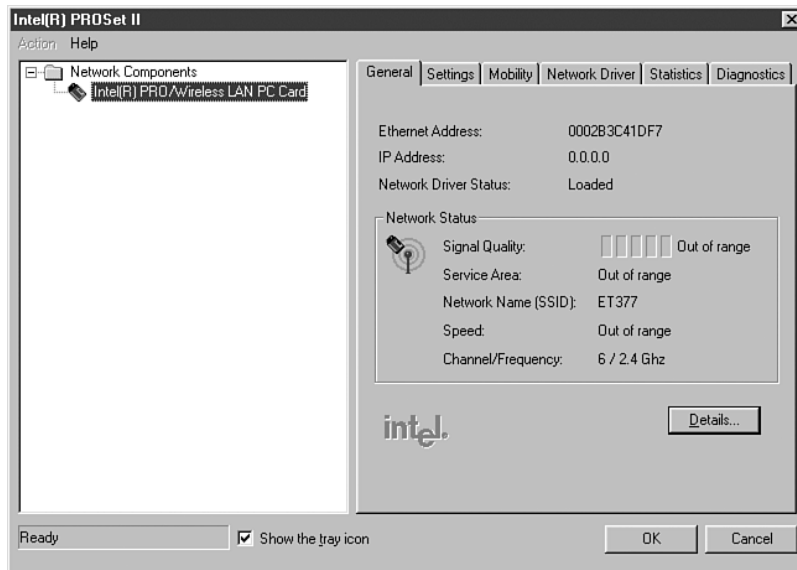 Intel(R) PROSet II
Action Help
Network Components
Intel(R) PRO/Wireless LAN PC Card
General Settings Mobility Network Driver Statistics Diagnostics
Ethernet Address: 0002B3C41DF7
IP Address: 0.0.0.0
Network Driver Status: Loaded
Network Status
Signal Quality: Out of range
Service Area: Out of range
Network Name (SSID): ET377
Speed: Out of range
Channel/Frequency: 6 / 2.4 Ghz
intel.
Details...
Ready
Show the tray icon
OK Cancel